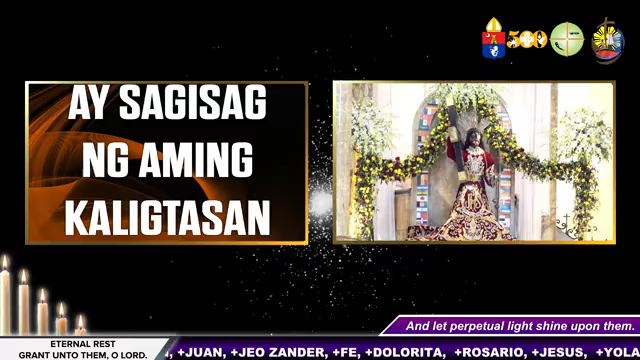 500
AY SAGISAG
NG AMING
KALIGTASAN
And let perpetual light shine upon them.
ETERNAL REST
GRANT UNTO THEM, O LORD.
+JUAN, +JEO ZANDER, +FE, +DOLORITA, +ROSARIO, +JESUS, +YOLA